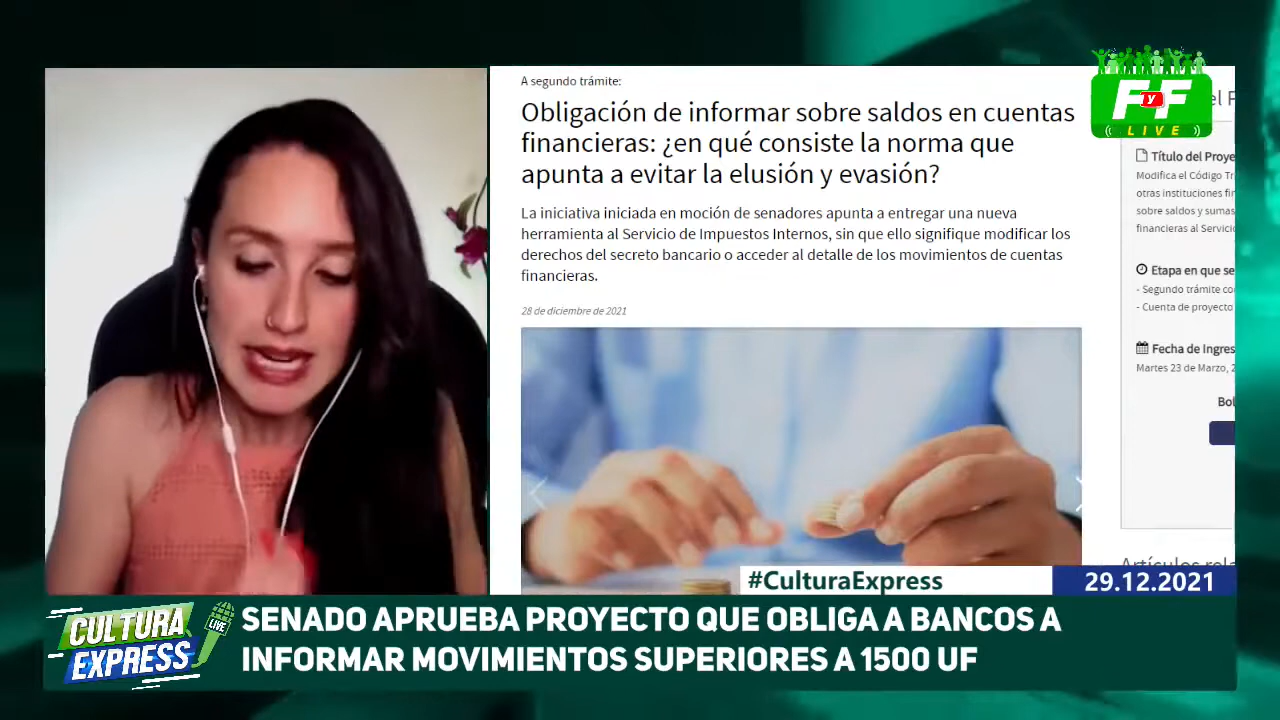 A segundo trámite:
Obligación de informar sobre saldos en cuentas
financieras: ¿en qué consiste la norma que
apunta a evitar la elusión y evasión?
La iniciativa iniciada en moción de senadores apunta a entregar una nueva
herramienta al Servicio de Impuestos Internos, sin que ello signifique modificar los
derechos del secreto bancario o acceder al detalle de los movimientos de cuentas
financieras.
28 de diciembre de 2021
FyF
LIVE
el
Título del Proye
Modifica el Código Tr
otras instituciones fin
sobre saldos y sumas
financieras al Servici
Etapa en que se
- Segundo trámite co
- Cuenta de proyecto
Fecha de Ingres
Martes 23 de Marzo, 2
Bol
#CulturaExpress
29.12.2021
CULTURA
EXPRESS
LIVE
SENADO APRUEBA PROYECTO QUE OBLIGA A BANCOS A
INFORMAR MOVIMIENTOS SUPERIORES A 1500 UF